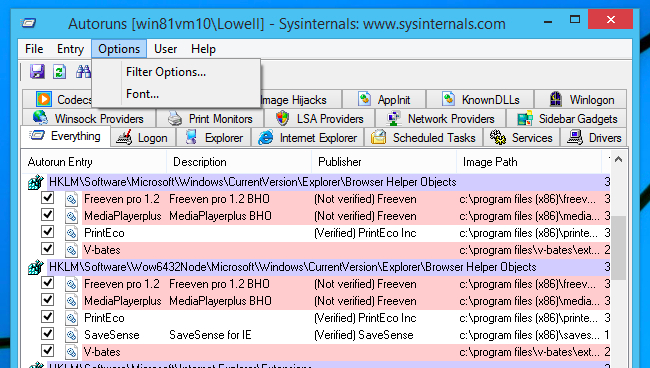 Autoruns [win81vm10\Lowell] - Sysinternals: www.sysinternals.com
File Entry Options User Help
Filter Options...
Font...
Codecs Image Hijacks AppInit KnownDLLs Winlogon
Winsock Providers Print Monitors LSA Providers Network Providers Sidebar Gadgets
Everything Logon Explorer Internet Explorer Scheduled Tasks Services Drivers
Autorun Entry Description Publisher Image Path
HKLM\Software\Microsoft\Windows\CurrentVersion\Explorer\Browser Helper Objects 3
Freeven pro 1.2 Freeven pro 1.2 BHO (Not verified) Freeven c:\program files (x86)\freev... 3
MediaPlayerplus MediaPlayerplus BHO (Not verified) Freeven c:\program files (x86)\media... 3
PrintEco (Verified) PrintEco Inc c:\program files (x86)\printe... 3
V-bates c:\program files\v-bates\ext... 2
HKLM\Software\Wow6432Node\Microsoft\Windows\CurrentVersion\Explorer\Browser Helper Objects 3
Freeven pro 1.2 Freeven pro 1.2 BHO (Not verified) Freeven c:\program files (x86)\freev... 3
MediaPlayerplus MediaPlayerplus BHO (Not verified) Freeven c:\program files (x86)\media... 3
PrintEco (Verified) PrintEco Inc c:\program files (x86)\printe... 3
SaveSense SaveSense for IE (Verified) SaveSense c:\program files (x86)\saves... 1
V-bates c:\program files\v-bates\ext... 2
HKLM\Software\Microsoft\Internet Explorer\Extensions